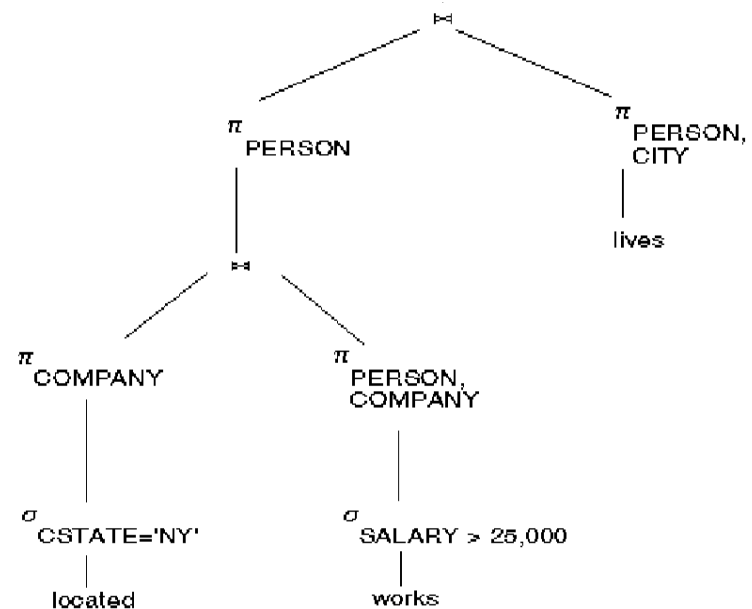 ⋈
π PERSON
π PERSON,
CITY
lives
⋈
π COMPANY
π PERSON,
COMPANY
σ CSTATE='NY'
σ SALARY > 25,000
located
works